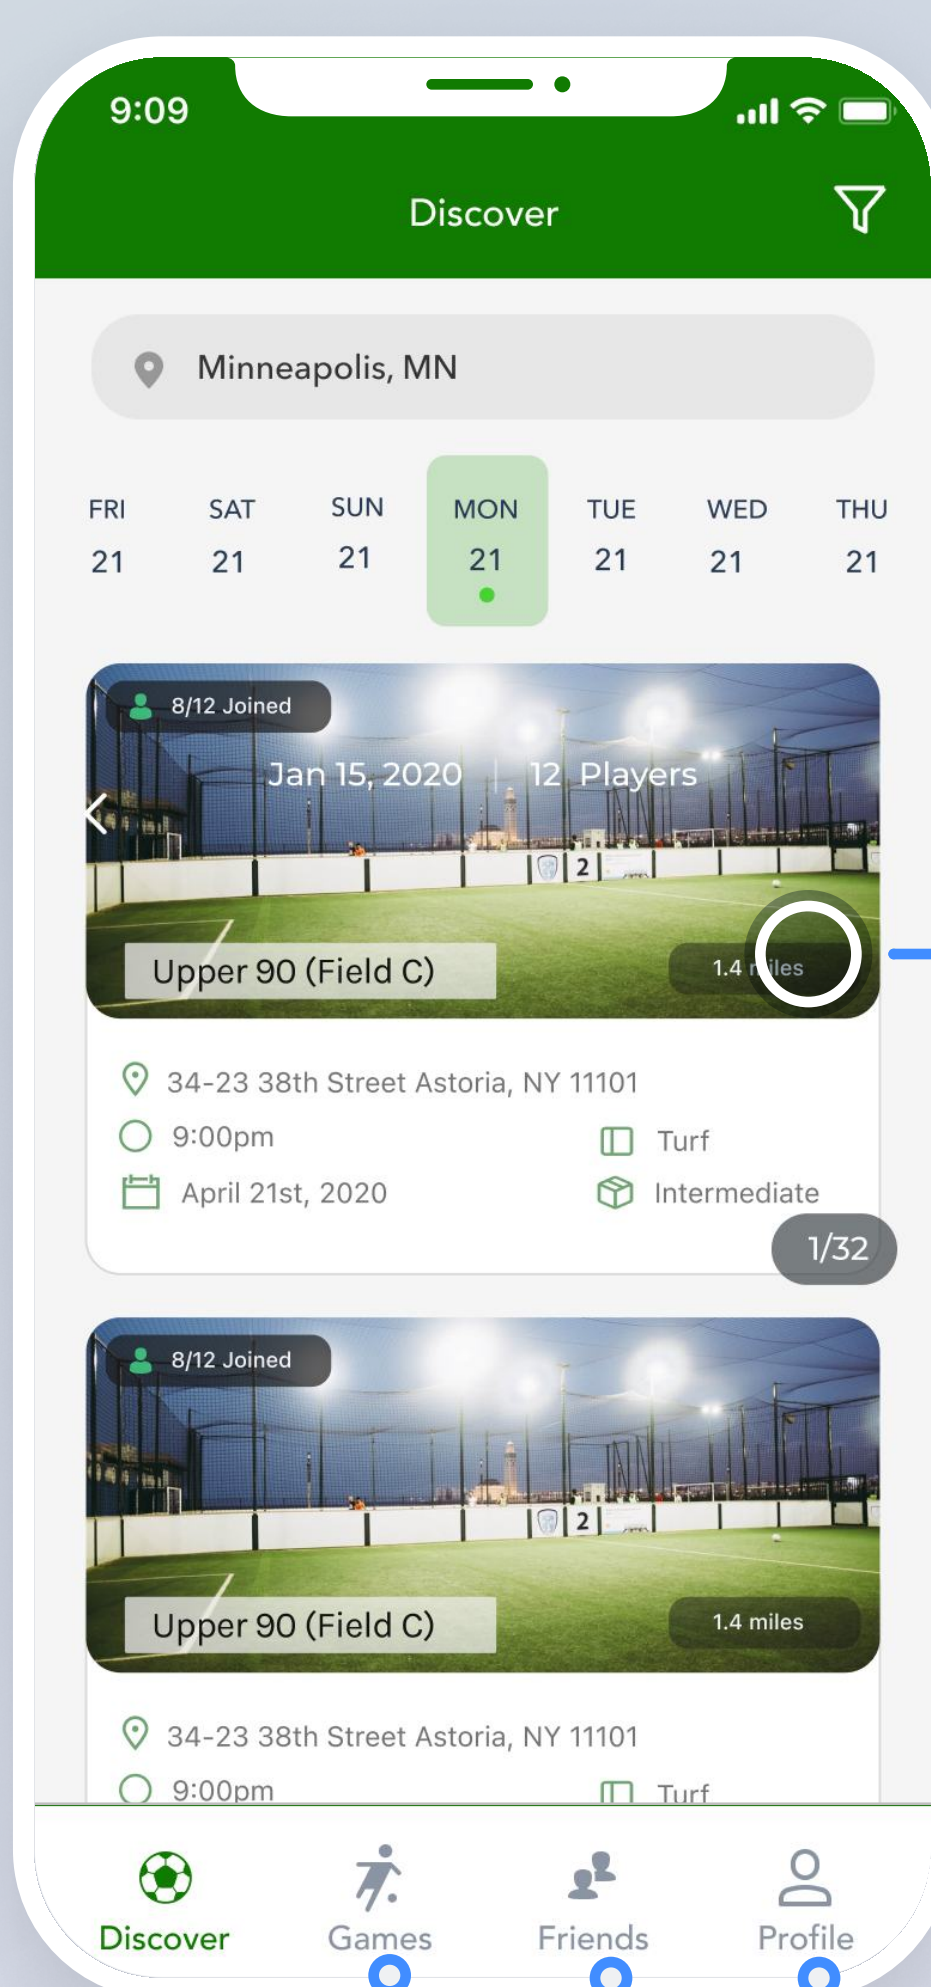 9:09
Discover
Minneapolis, MN
FRI SAT SUN MON TUE WED THU
21 21 21 21 21 21 21
8/12 Joined
Jan 15, 2020 | 12 Players
2
Upper 90 (Field C)
1.4 miles
34-23 38th Street Astoria, NY 11101
9:00pm Turf
April 21st, 2020 Intermediate
1/32
8/12 Joined
2
Upper 90 (Field C)
1.4 miles
34-23 38th Street Astoria, NY 11101
9:00pm Turf
Discover Games Friends Profile